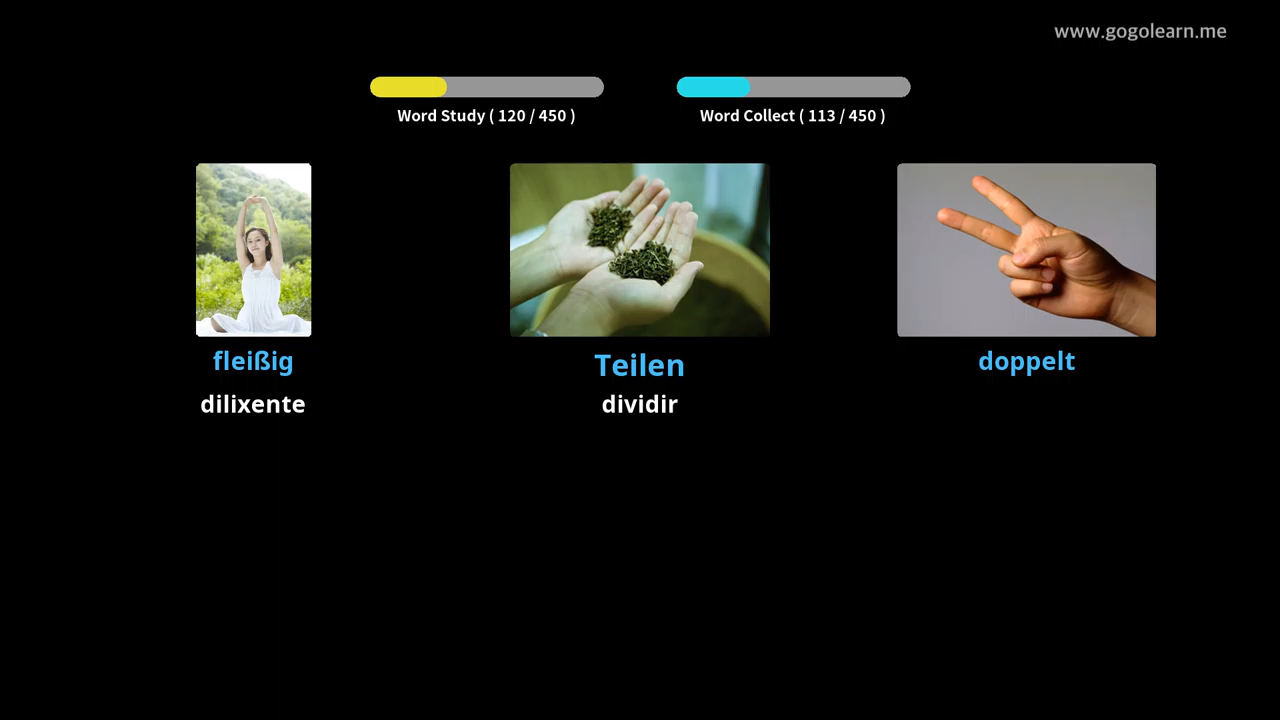 www.gogolearn.me
Word Study ( 120 / 450 )
Word Collect ( 113 / 450 )
fleißig
Teilen
doppelt
dilixente
dividir